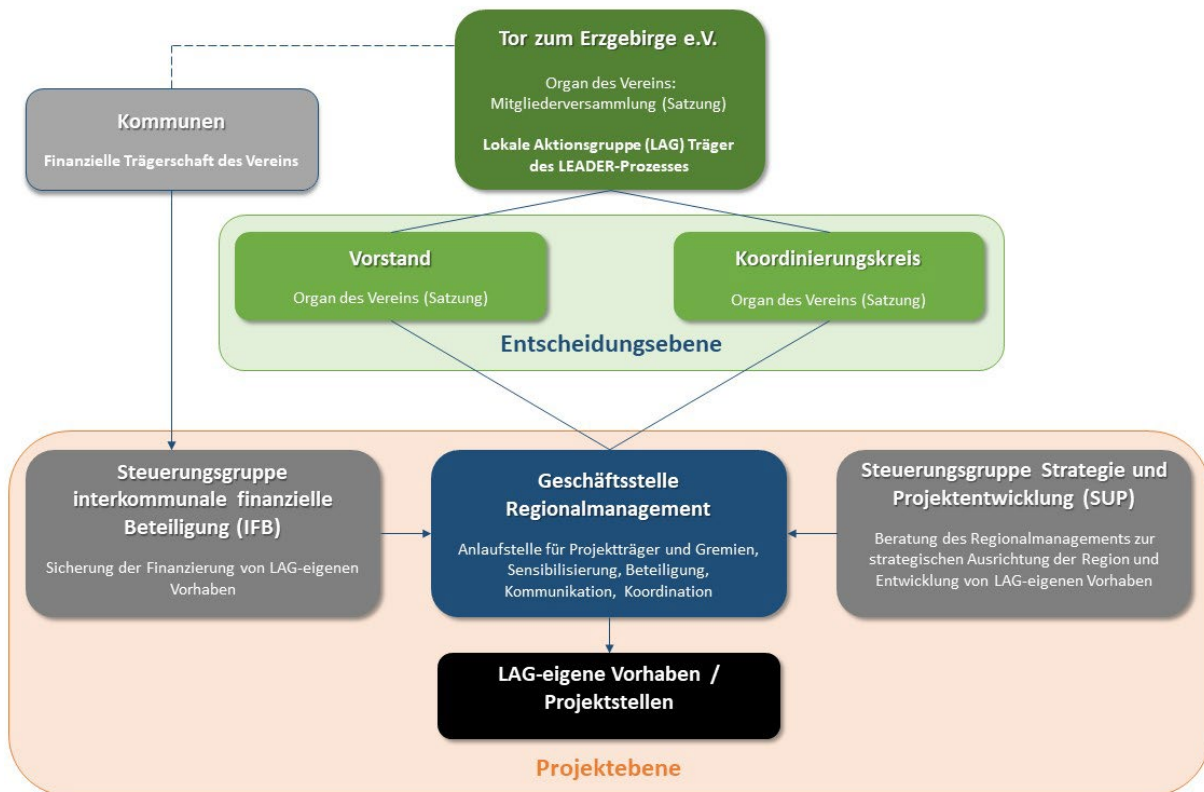 Tor zum Erzgebirge e.V.
Organ des Vereins:
Mitgliederversammlung (Satzung)
Lokale Aktionsgruppe (LAG) Träger
des LEADER-Prozesses
Kommunen
Finanzielle Trägerschaft des Vereins
Vorstand
Organ des Vereins (Satzung)
Koordinierungskreis
Organ des Vereins (Satzung)
Entscheidungsebene
Steuerungsgruppe
interkommunale finanzielle
Beteiligung (IFB)
Sicherung der Finanzierung von LAG-eigenen
Vorhaben
Geschäftsstelle
Regionalmanagement
Anlaufstelle für Projektträger und Gremien,
Sensibilisierung, Beteiligung,
Kommunikation, Koordination
Steuerungsgruppe Strategie und
Projektentwicklung (SUP)
Beratung des Regionalmanagements zur
strategischen Ausrichtung der Region und
Entwicklung von LAG-eigenen Vorhaben
LAG-eigene Vorhaben /
Projektstellen
Projektebene